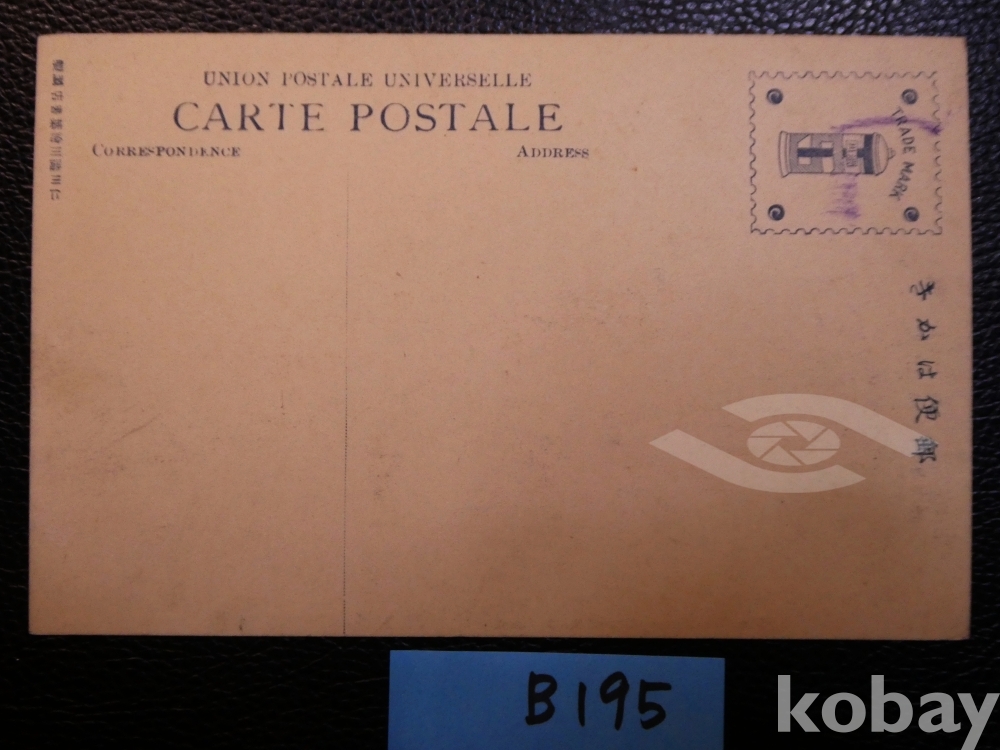 UNION POSTALE UNIVERSELLE
CARTE POSTALE
CORRESPONDENCE
ADDRESS
TRADE MARK
きかは便郵
B195
kobay